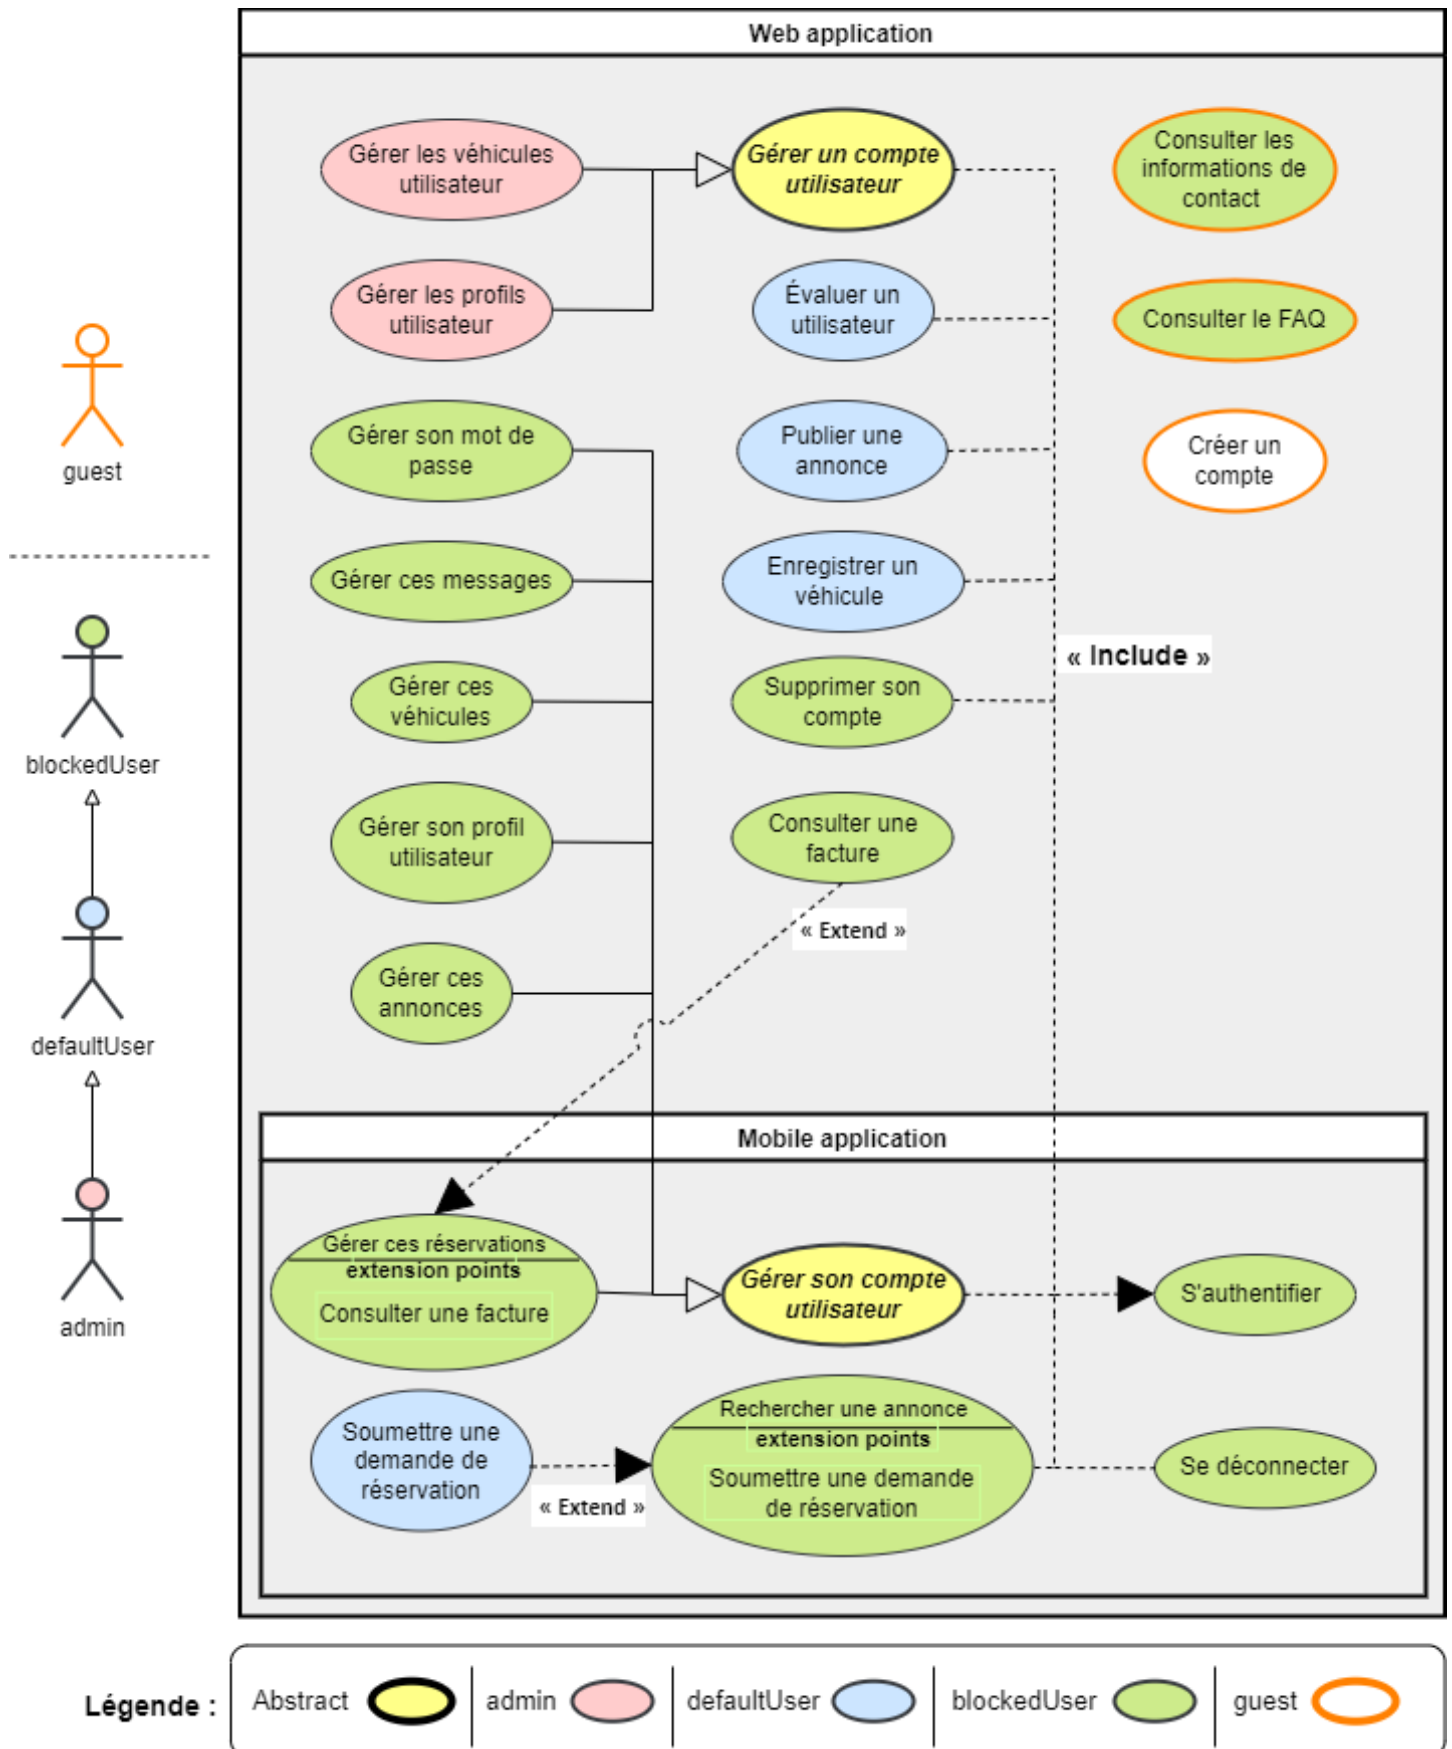 Web application
Gérer les véhicules
utilisateur
Gérer un compte
utilisateur
Consulter les
informations de
contact
Gérer les profils
utilisateur
Évaluer un
utilisateur
Consulter le FAQ
guest
Gérer son mot de
passe
Publier une
annonce
Créer un
compte
Gérer ces messages
Enregistrer un
véhicule
« Include »
blockedUser
Gérer ces
véhicules
Supprimer son
compte
Gérer son profil
utilisateur
Consulter une
facture
« Extend »
defaultUser
Gérer ces
annonces
Mobile application
admin
Gérer ces réservations
extension points
Consulter une facture
Gérer son compte
utilisateur
S'authentifier
Soumettre une
demande de
réservation
« Extend »
Rechercher une annonce
extension points
Soumettre une demande
de réservation
Se déconnecter
Légende :
Abstract
admin
defaultUser
blockedUser
guest